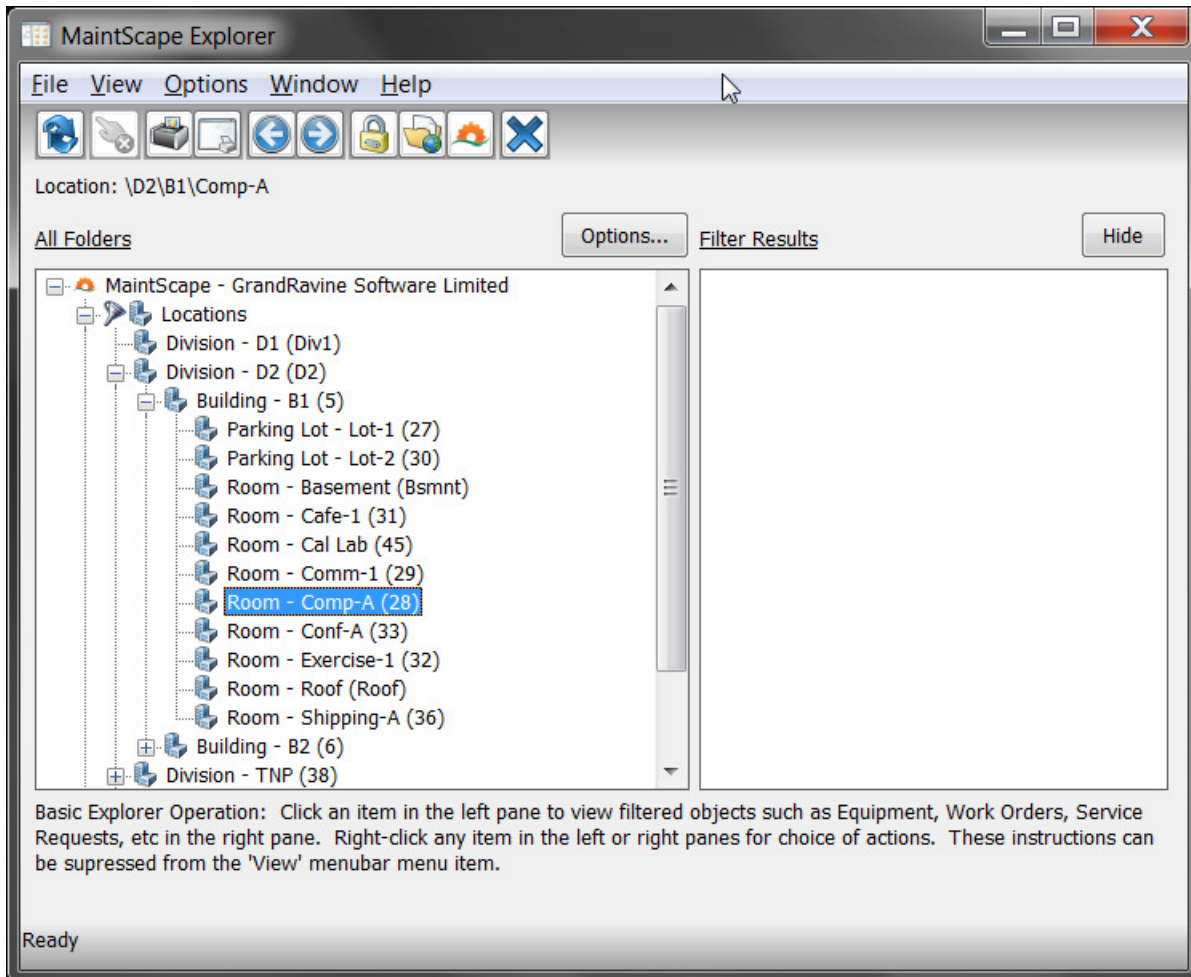 MaintScape Explorer
File View Options Window Help
Location: \D2\B1\Comp-A
All Folders Options... Filter Results Hide
MaintScape - GrandRavine Software Limited
Locations
Division - D1 (Div1)
Division - D2 (D2)
Building - B1 (5)
Parking Lot - Lot-1 (27)
Parking Lot - Lot-2 (30)
Room - Basement (Bsmnt)
Room - Cafe-1 (31)
Room - Cal Lab (45)
Room - Comm-1 (29)
Room - Comp-A (28)
Room - Conf-A (33)
Room - Exercise-1 (32)
Room - Roof (Roof)
Room - Shipping-A (36)
Building - B2 (6)
Division - TNP (38)
Basic Explorer Operation:  Click an item in the left pane to view filtered objects such as Equipment, Work Orders, Service
Requests, etc in the right pane.  Right-click any item in the left or right panes for choice of actions.  These instructions can
be supressed from the 'View' menubar menu item.
Ready